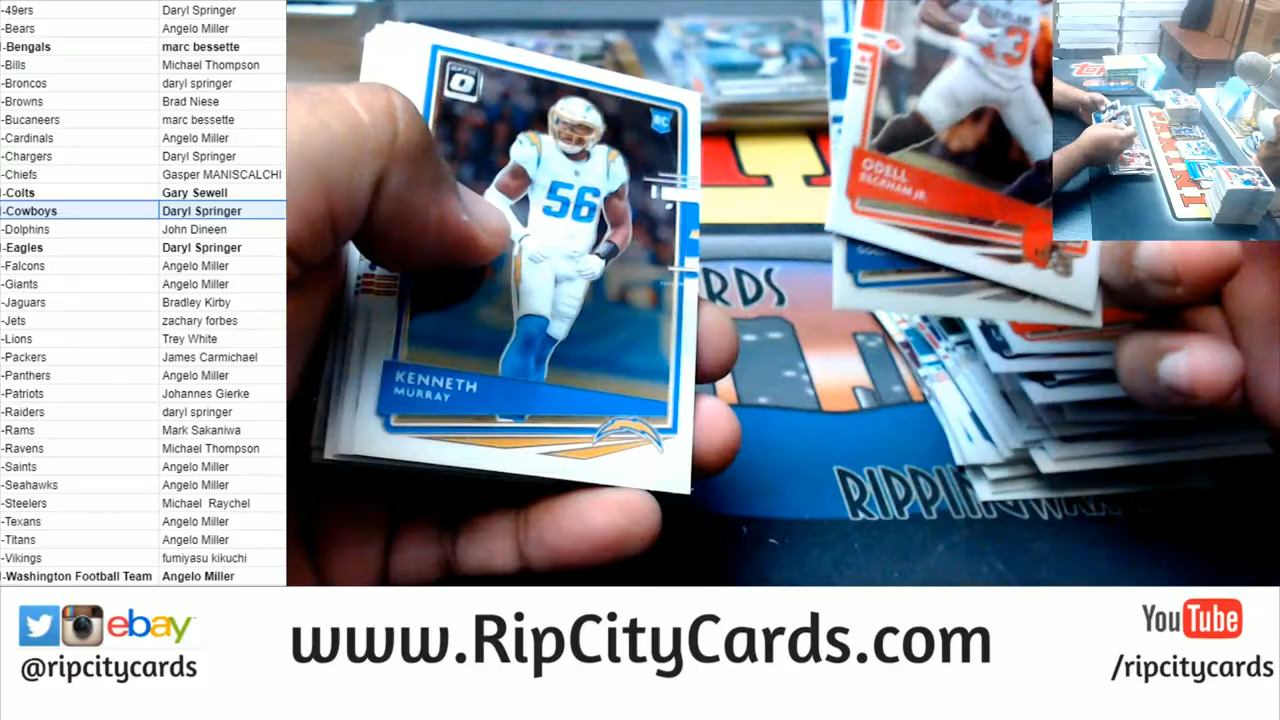 -49ers Daryl Springer
-Bears Angelo Miller
-Bengals marc bessette
-Bills Michael Thompson
-Broncos daryl springer
-Browns Brad Niese
-Bucaneers marc bessette
-Cardinals Angelo Miller
-Chargers Daryl Springer
-Chiefs Gasper MANISCALCHI
-Colts Gary Sewell
-Cowboys Daryl Springer
-Dolphins John Dineen
-Eagles Daryl Springer
-Falcons Angelo Miller
-Giants Angelo Miller
-Jaguars Bradley Kirby
-Jets zachary forbes
-Lions Trey White
-Packers James Carmichael
-Panthers Angelo Miller
-Patriots Johannes Gierke
-Raiders daryl springer
-Rams Mark Sakaniwa
-Ravens Michael Thompson
-Saints Angelo Miller
-Seahawks Angelo Miller
-Steelers Michael Raychel
-Texans Angelo Miller
-Titans Angelo Miller
-Vikings fumiyasu kikuchi
-Washington Football Team Angelo Miller
OPTIC
RC
56
KENNETH
MURRAY
13
ODELL
BECKHAM JR.
PANINI
ARDS
RIPPINGWAX
ebay
@ripcitycards
www.RipCityCards.com
YouTube
/ripcitycards